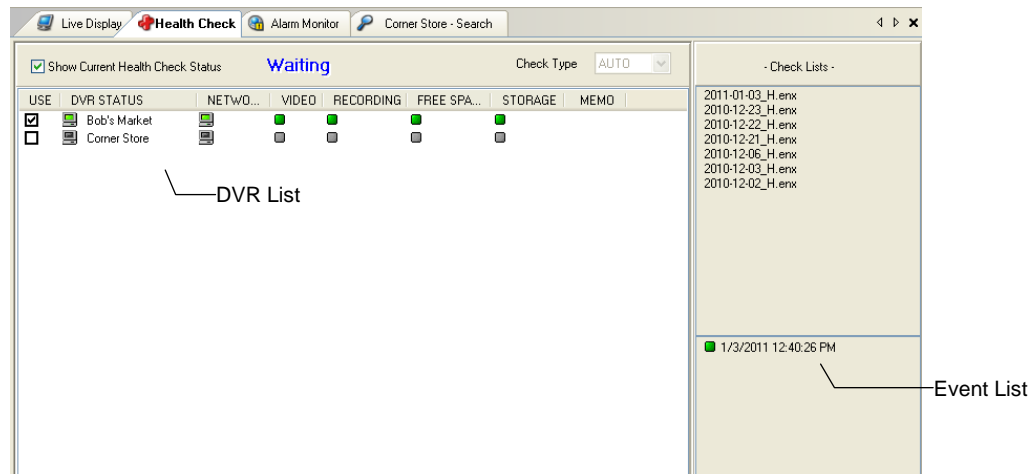 Live Display Health Check Alarm Monitor Corner Store - Search
Show Current Health Check Status Waiting Check Type AUTO - Check Lists -
USE DVR STATUS NETWO... VIDEO RECORDING FREE SPA... STORAGE MEMO
Bob's Market
Corner Store
DVR List
2011-01-03_H.enx
2010-12-23_H.enx
2010-12-22_H.enx
2010-12-21_H.enx
2010-12-06_H.enx
2010-12-03_H.enx
2010-12-02_H.enx
1/3/2011 12:40:26 PM
Event List